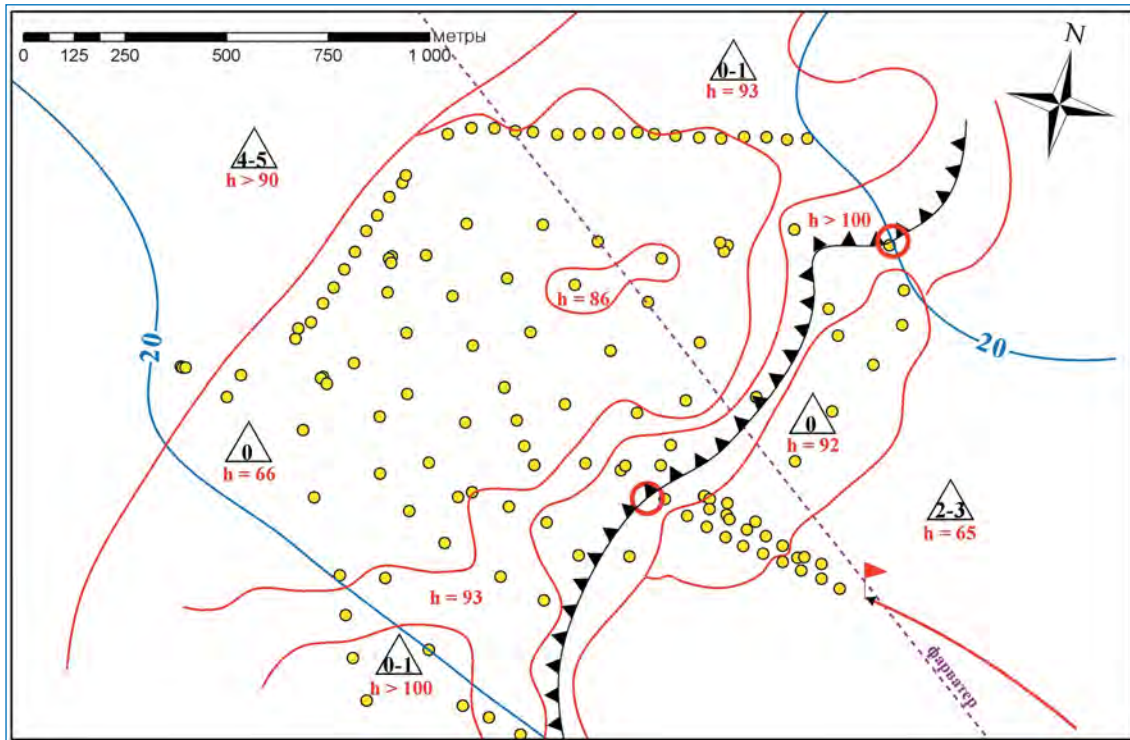 метры
0 125 250 500 750 1 000
N
0-1
h = 93
4-5
h > 90
h > 100
h = 86
20
20
0
h = 92
0
h = 66
2-3
h = 65
h = 93
0-1
h > 100
фарватер